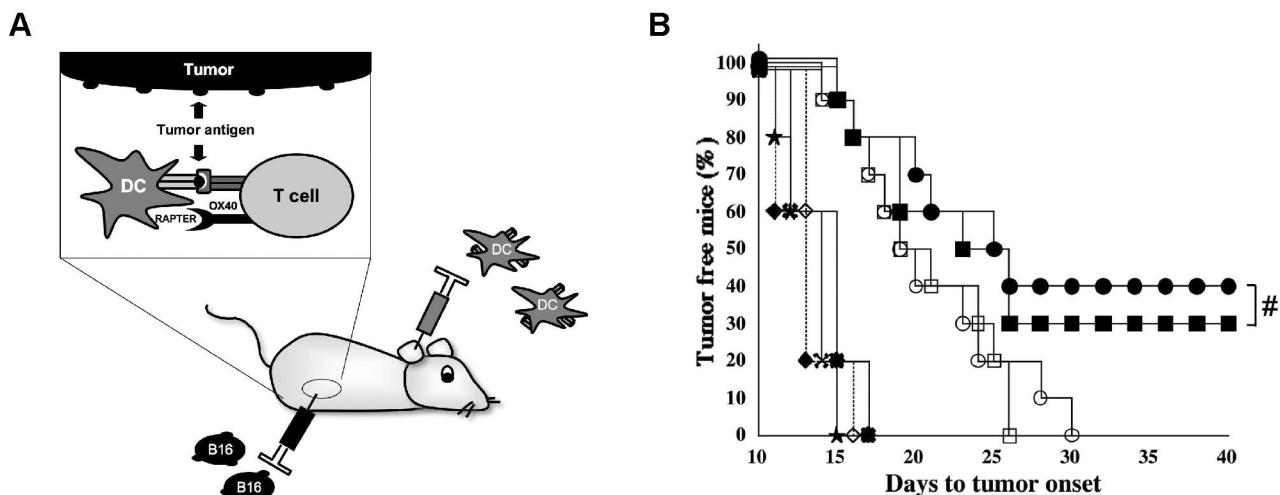 A
Tumor
Tumor antigen
DC
T cell
OX40
RAPTER
DC
DC
B16
B16
B
Tumor free mice (%)
100
90
80
70
60
50
40
30
20
10
0
#
10 15 20 25 30 35 40
Days to tumor onset